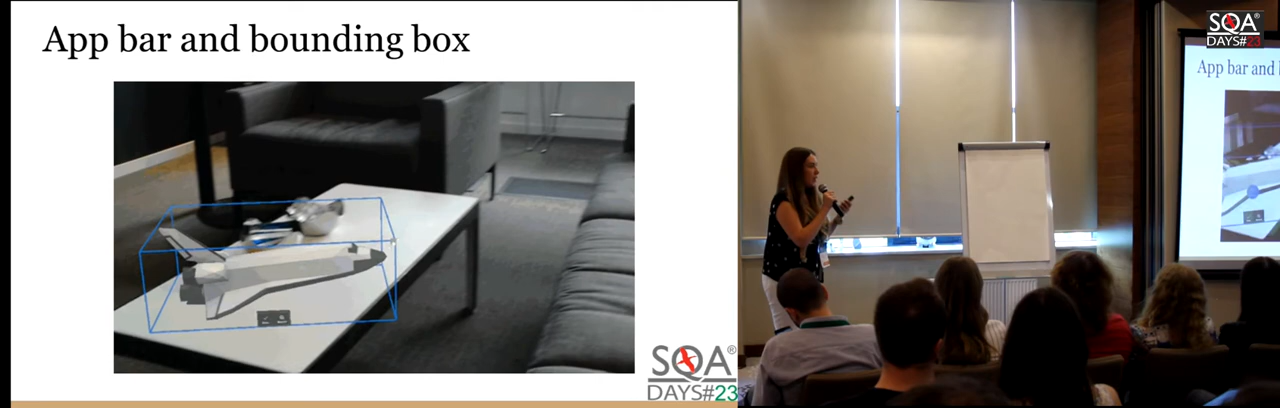 App bar and bounding box
SQA®
DAYS#23
SQA®
DAYS#23
App bar and